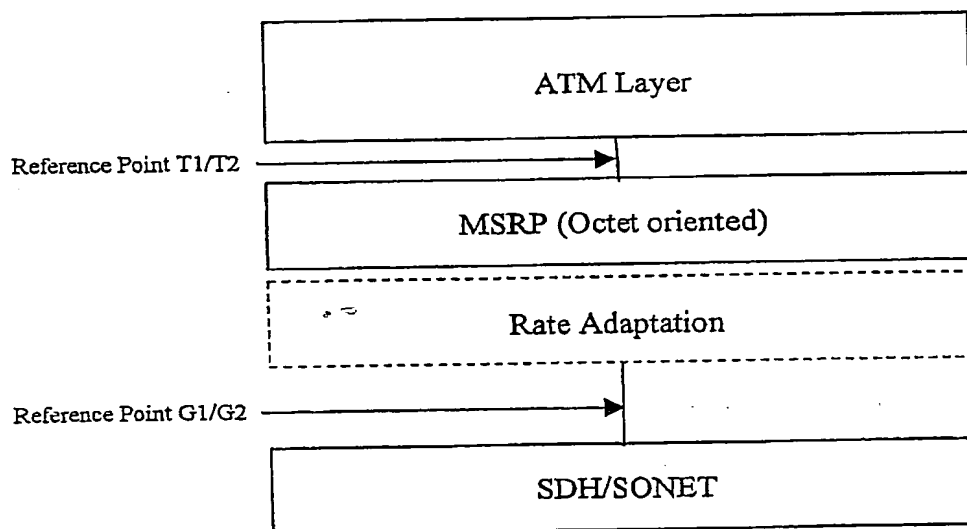 ATM Layer
Reference Point T1/T2
MSRP (Octet oriented)
Rate Adaptation
Reference Point G1/G2
SDH/SONET